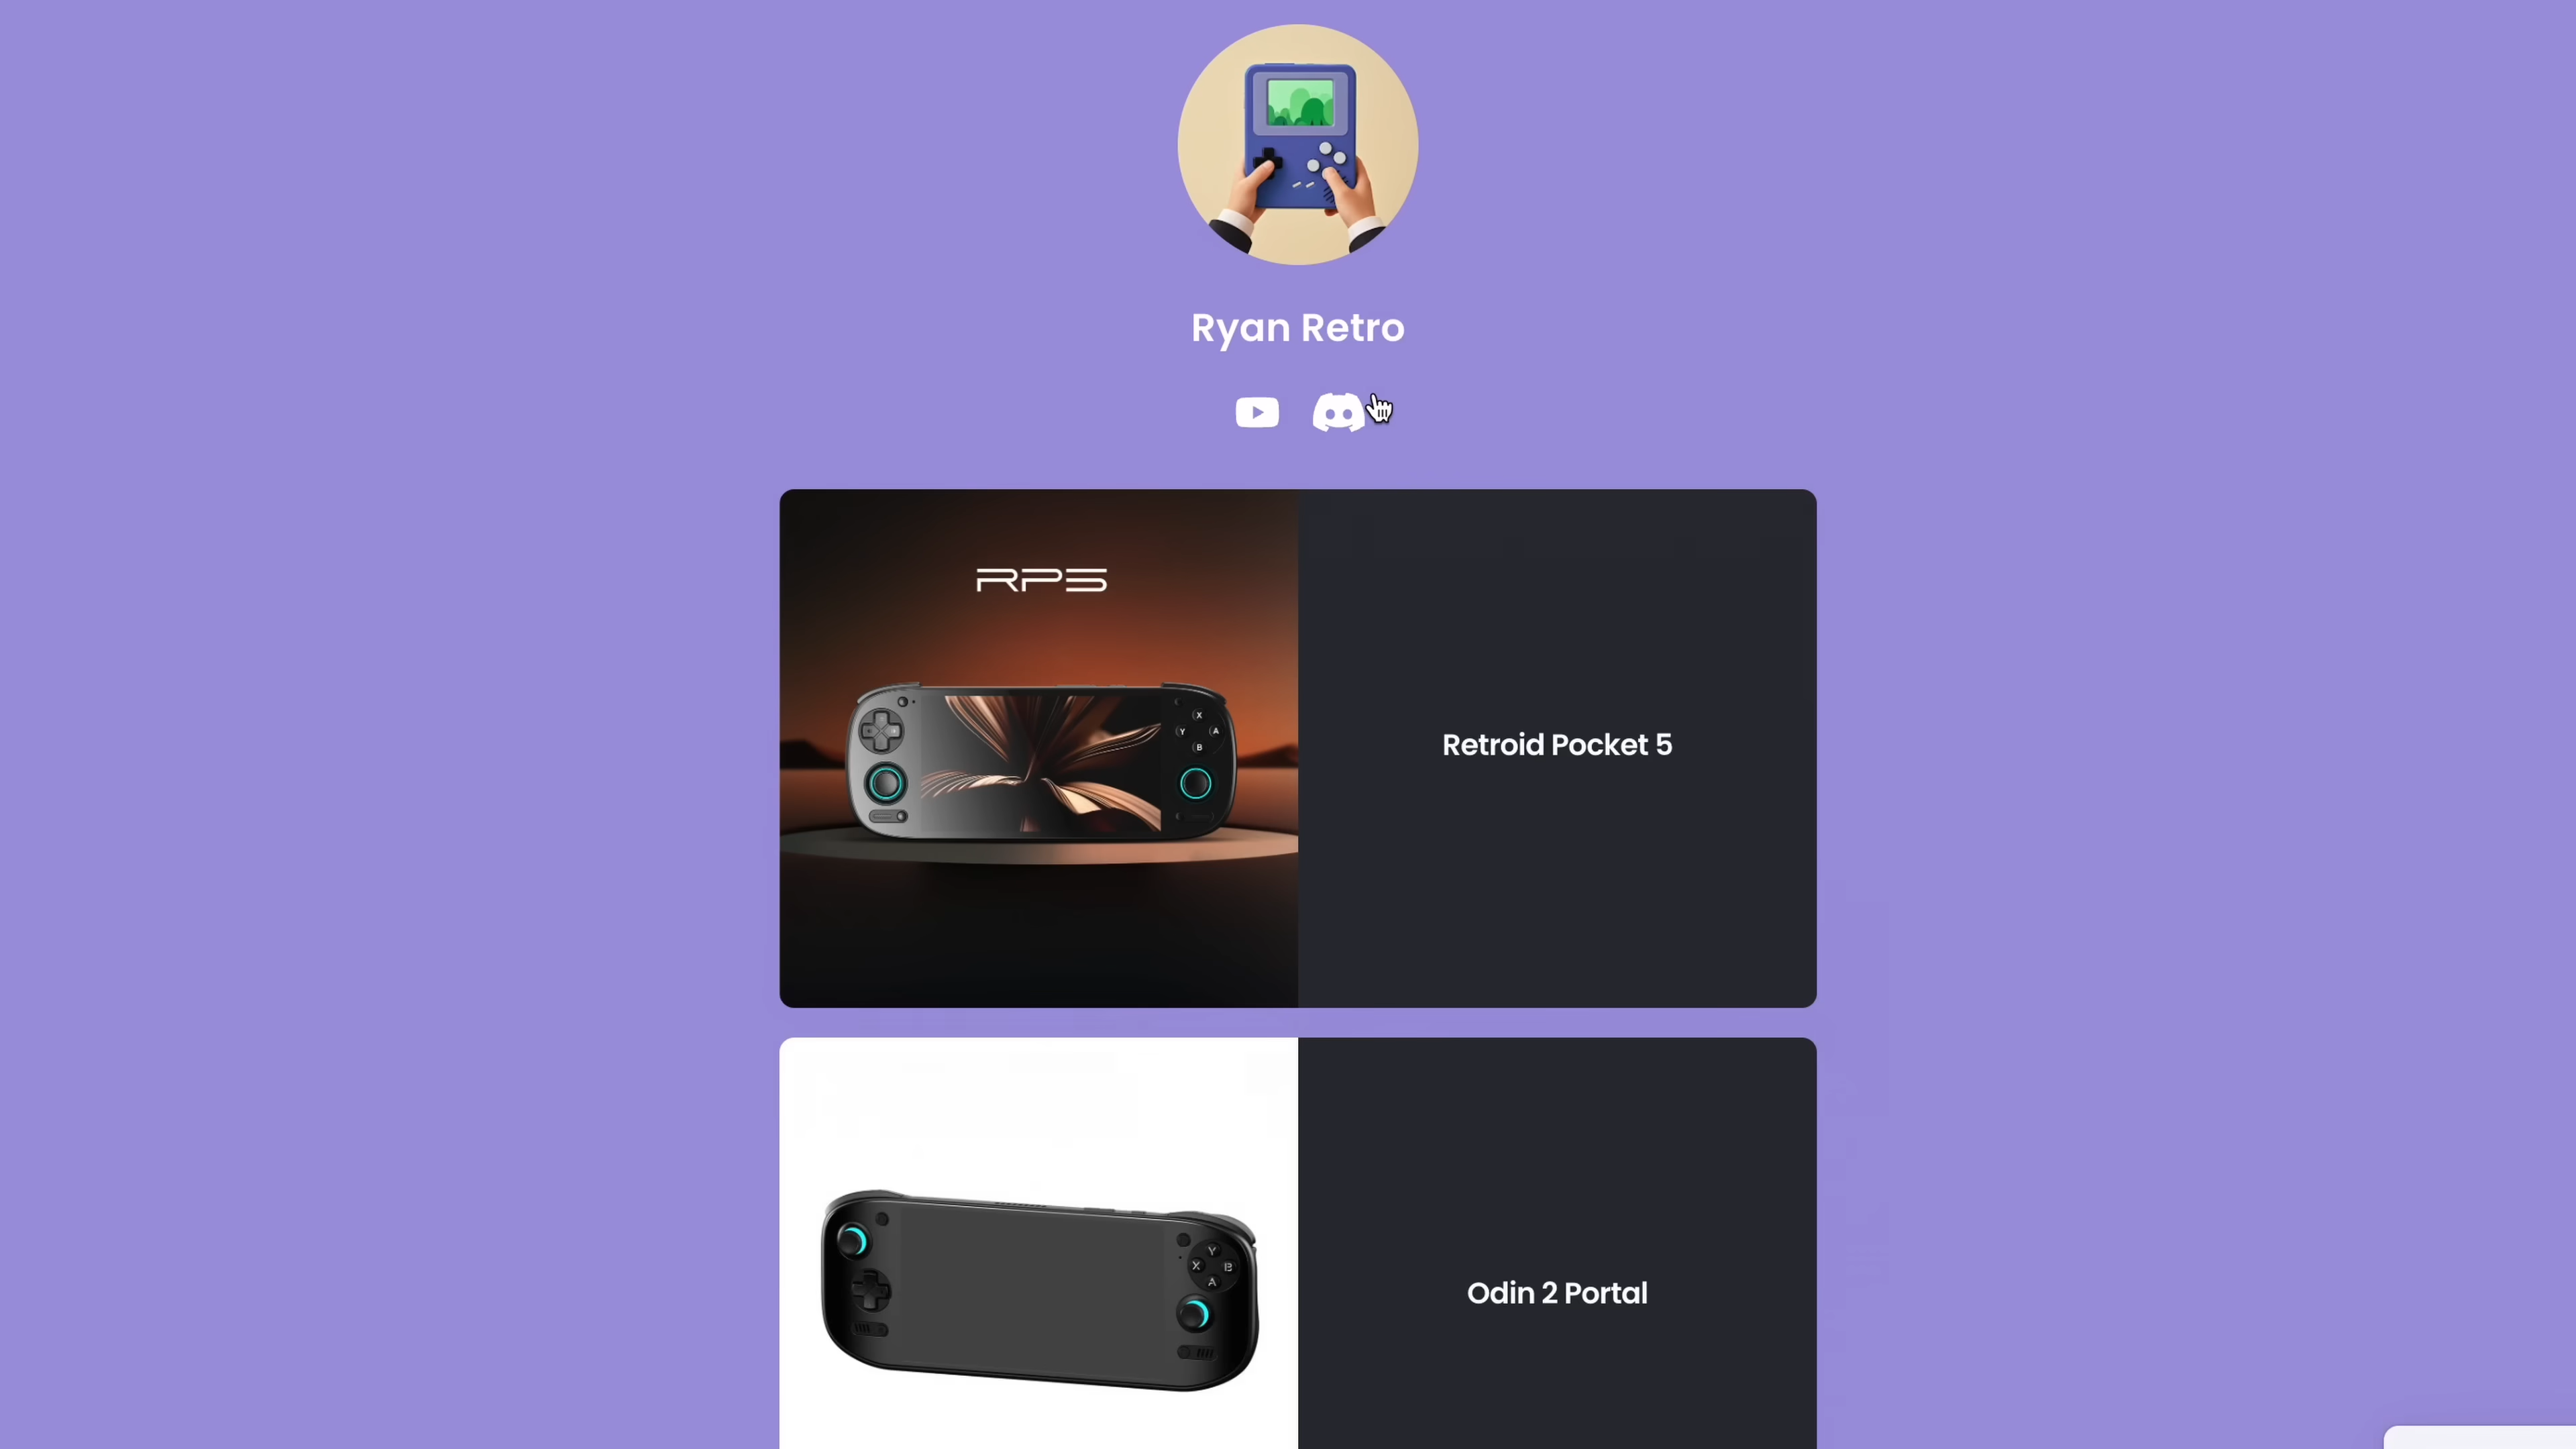 Ryan Retro
RP5
X
Y A
B
Retroid Pocket 5
Y
X B
A
Odin 2 Portal